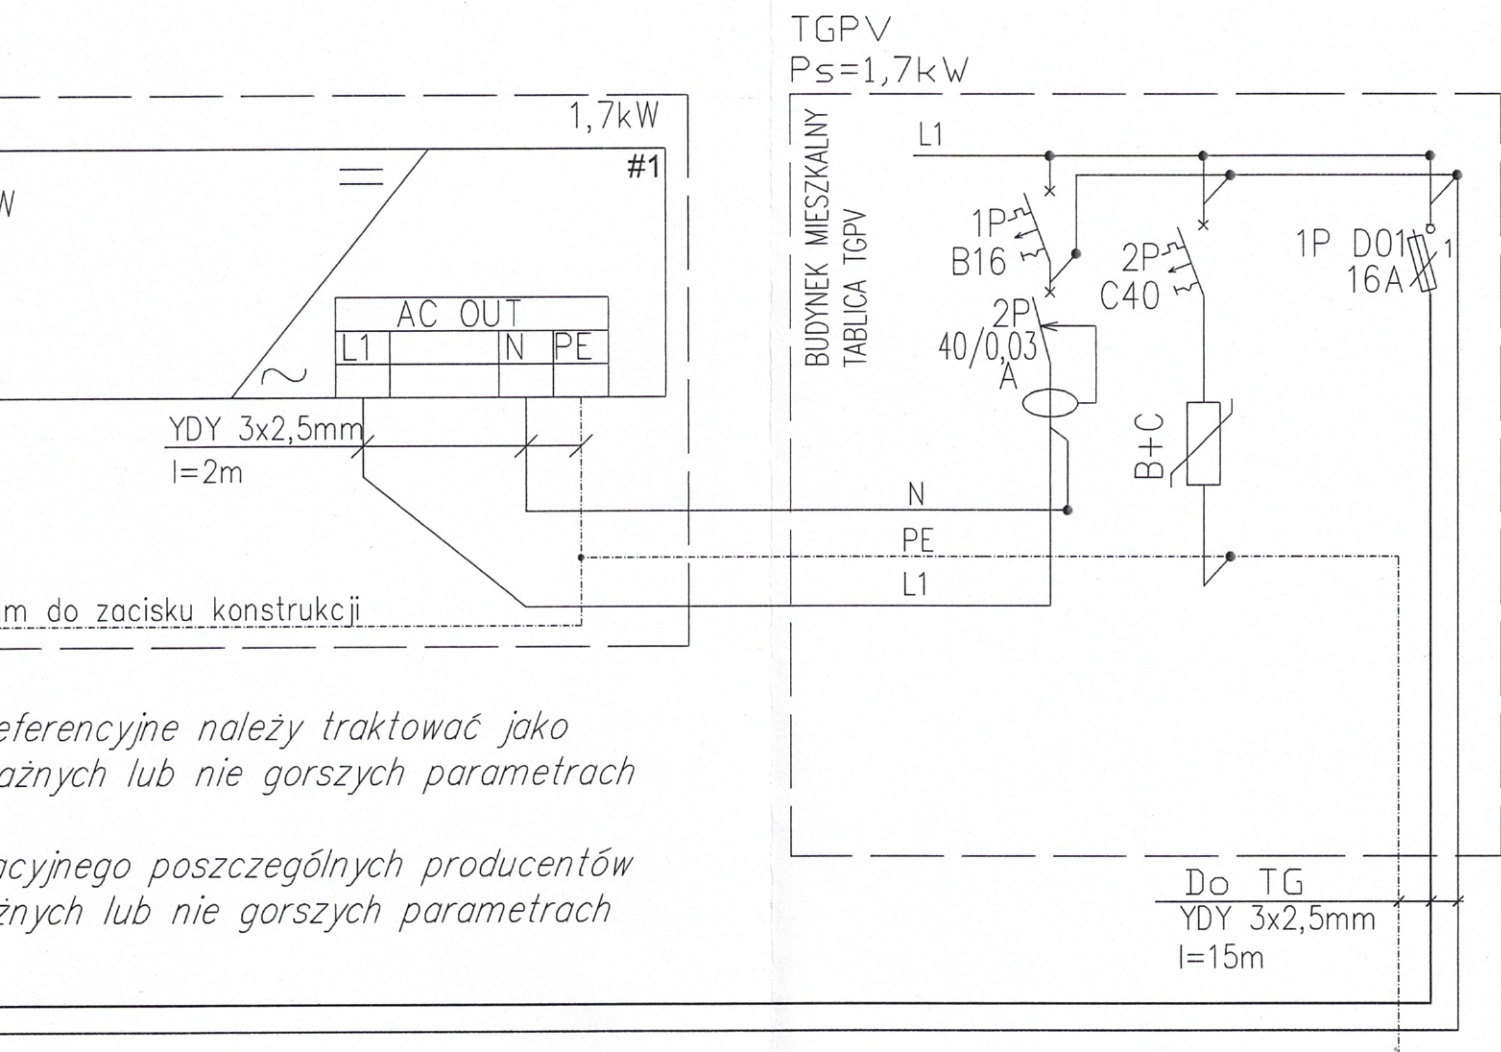 TGPV
Ps=1,7kW
1,7kW
#1
W
AC OUT
L1
N
PE
YDY 3x2,5mm
l=2m
m do zacisku konstrukcji
BUDYNEK MIESZKALNY
TABLICA TGPV
L1
1P
B16
2P
40/0,03
A
2P
C40
B+C
1P D01
16A
1
N
PE
L1
eferencyjne należy traktować jako
ażnych lub nie gorszych parametrach
acyjnego poszczególnych producentów
żnych lub nie gorszych parametrach
Do TG
YDY 3x2,5mm
l=15m